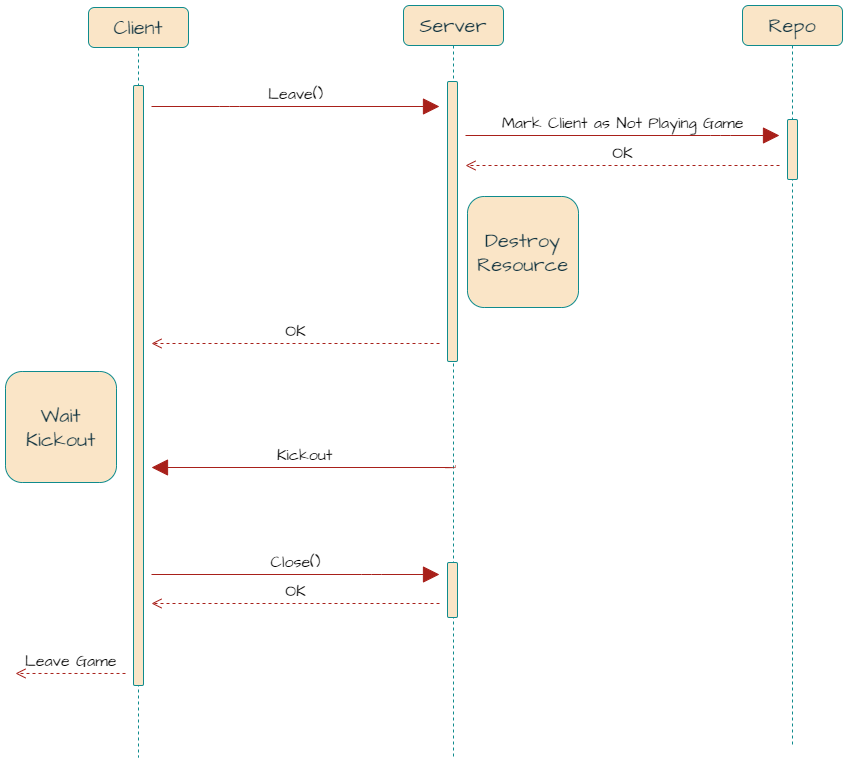 Client
Server
Repo
Leave()
Mark Client as Not Playing Game
OK
Destroy
Resource
OK
Wait
Kickout
Kickout
Close()
OK
Leave Game